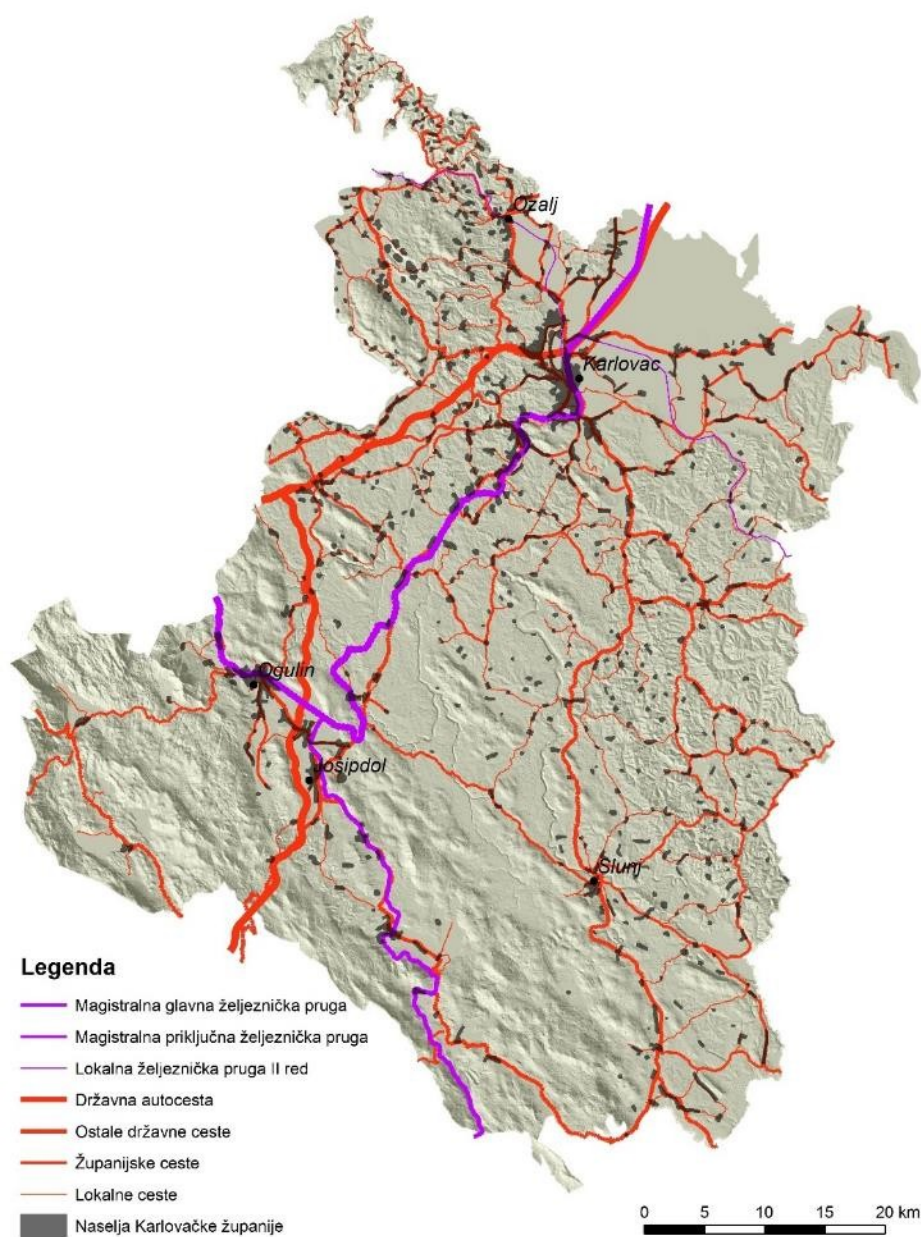 Ozalj
Karlovac
Ogulin
Josipdol
Slunj
Legenda
Magistralna glavna željeznička pruga
Magistralna priključna željeznička pruga
Lokalna željeznička pruga II red
Državna autocesta
Ostale državne ceste
Županijske ceste
Lokalne ceste
Naselja Karlovačke županije
0 5 10 15 20 km